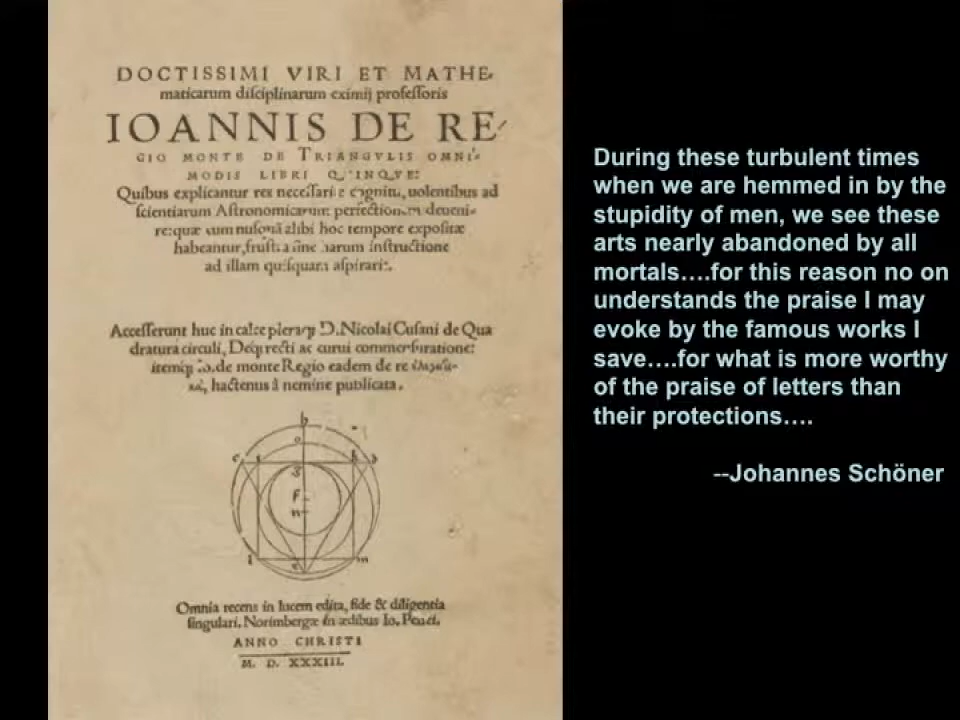 DOCTISSIMI VIRI ET MATHE-
maticarum disciplinarum eximij professoris
IOANNIS DE RE-
GIO MONTE DE TRIANGVLIS OMNI-
MODIS LIBRI QVINQVE:
Quibus explicantur res necessariæ cognitu, uolentibus ad
scientiarum Astronomicarum perfectionem deueni-
re: quæ cum nusquã alibi hoc tempore expositæ
habeantur, frustra sine harum instructione
ad illam quisquam aspirarit.
Accesserunt huc in calce pleraqꝫ D. Nicolai Cusani de Qua
dratura circuli, Deqꝫ recti ac curui commensuratione:
itemqꝫ Io. de monte Regio eadem de re
hactenus à nemine publicata.
b
o
g
F
n
l
m
Omnia recens in lucem edita, fide & diligentia
singulari. Norimbergæ in ædibus Io. Petrei.
ANNO CHRISTI
M. D. XXXIII.
During these turbulent times
when we are hemmed in by the
stupidity of men, we see these
arts nearly abandoned by all
mortals….for this reason no on
understands the praise I may
evoke by the famous works I
save….for what is more worthy
of the praise of letters than
their protections….
--Johannes Schöner